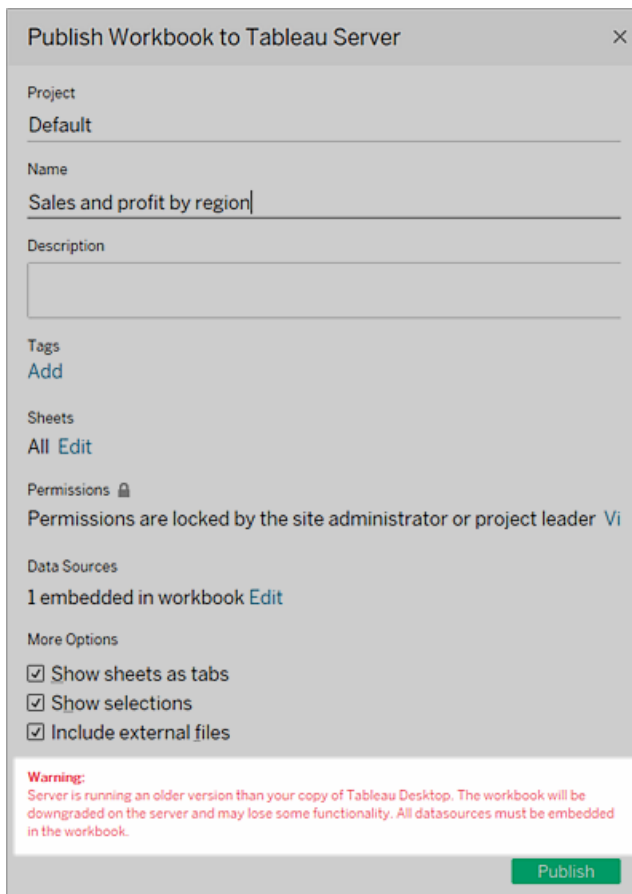 Publish Workbook to Tableau Server
Project
Default
Name
Sales and profit by region
Description
Tags
Add
Sheets
All Edit
Permissions
Permissions are locked by the site administrator or project leader Vi
Data Sources
1 embedded in workbook Edit
More Options
Show sheets as tabs
Show selections
Include external files
Warning:
Server is running an older version than your copy of Tableau Desktop. The workbook will be
downgraded on the server and may lose some functionality. All datasources must be embedded
in the workbook.
Publish